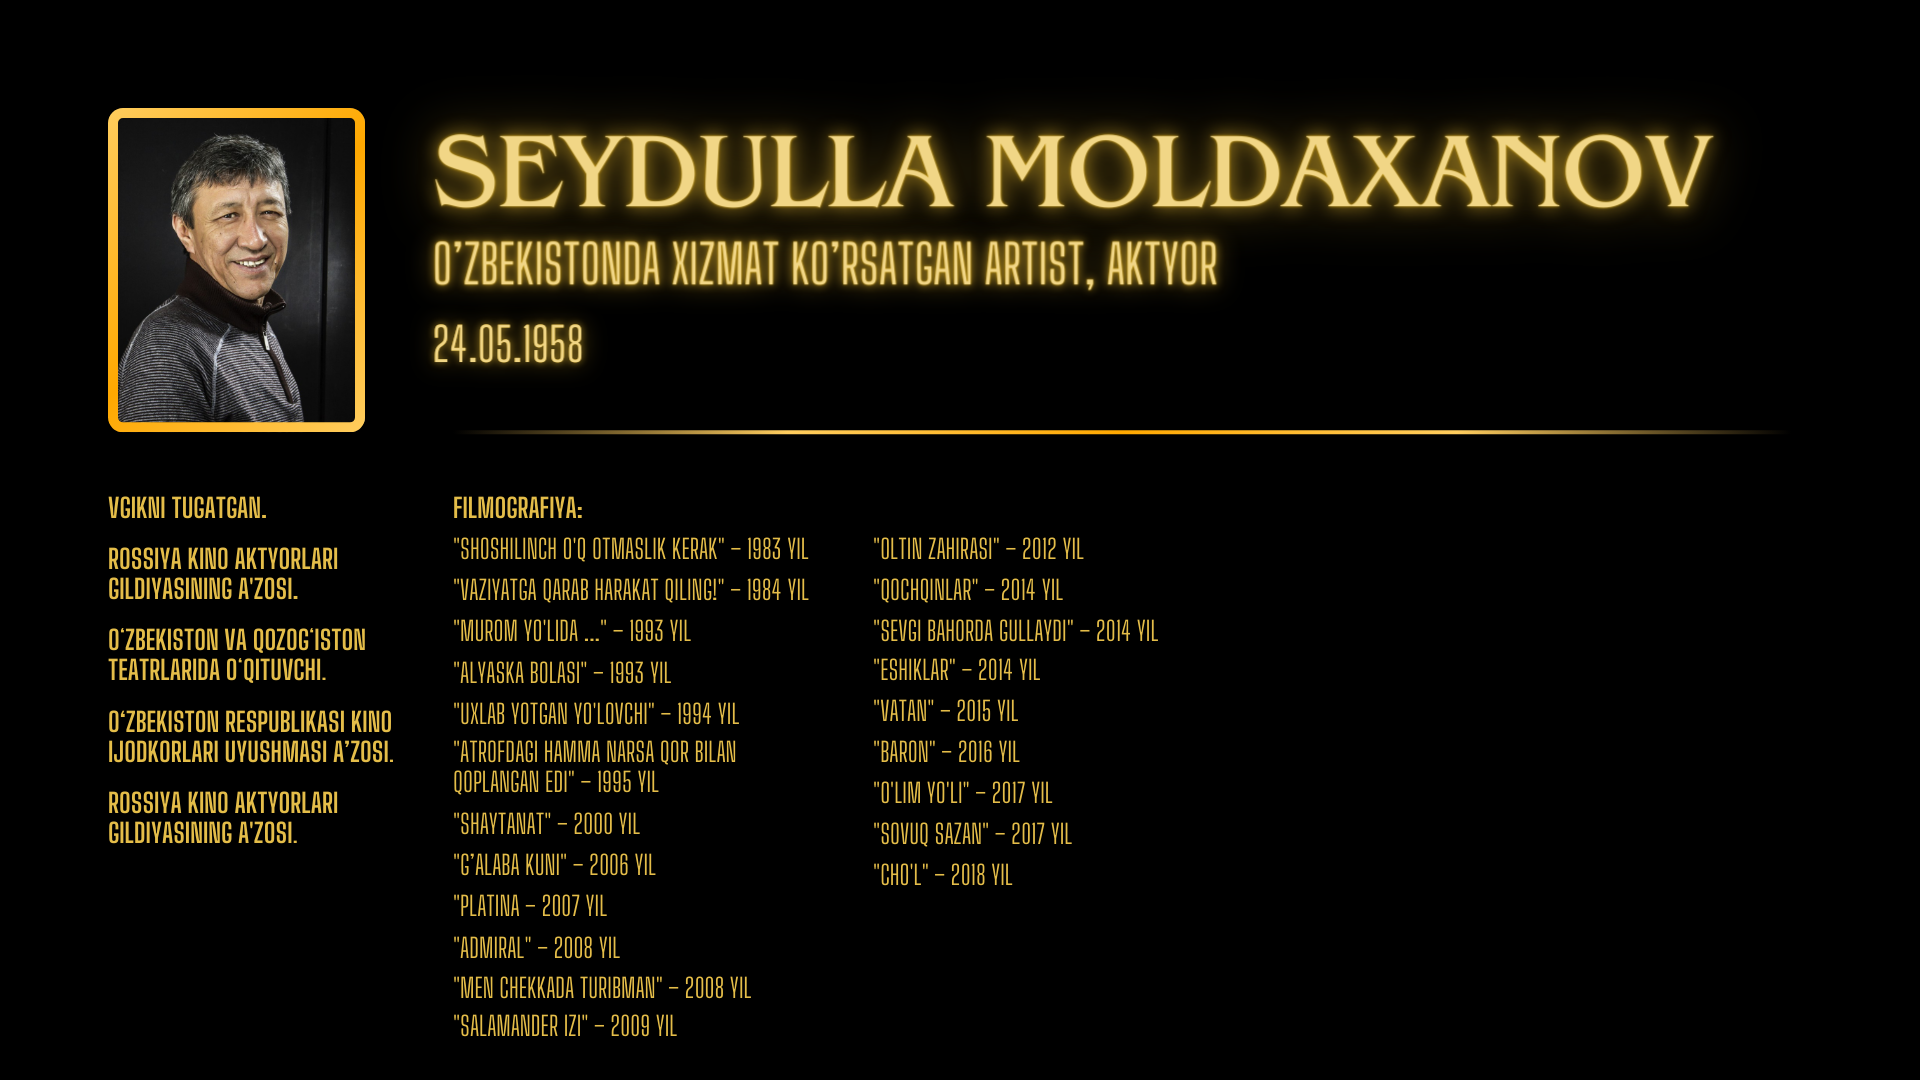 SEYDULLA MOLDAXANOV
O’ZBEKISTONDA XIZMAT KO’RSATGAN ARTIST, AKTYOR
24.05.1958
VGIKNI TUGATGAN.
ROSSIYA KINO AKTYORLARI
GILDIYASINING A'ZOSI.
O‘ZBEKISTON VA QOZOG‘ISTON
TEATRLARIDA O‘QITUVCHI.
O‘ZBEKISTON RESPUBLIKASI KINO
IJODKORLARI UYUSHMASI A’ZOSI.
ROSSIYA KINO AKTYORLARI
GILDIYASINING A'ZOSI.
FILMOGRAFIYA:
"SHOSHILINCH O'Q OTMASLIK KERAK" – 1983 YIL
"VAZIYATGA QARAB HARAKAT QILING!" – 1984 YIL
"MUROM YO'LIDA ..." – 1993 YIL
"ALYASKA BOLASI" – 1993 YIL
"UXLAB YOTGAN YO'LOVCHI" – 1994 YIL
"ATROFDAGI HAMMA NARSA QOR BILAN
QOPLANGAN EDI" – 1995 YIL
"SHAYTANAT" – 2000 YIL
"G’ALABA KUNI" – 2006 YIL
"PLATINA – 2007 YIL
"ADMIRAL" – 2008 YIL
"MEN CHEKKADA TURIBMAN" – 2008 YIL
"SALAMANDER IZI" – 2009 YIL
"OLTIN ZAHIRASI" – 2012 YIL
"QOCHQINLAR" – 2014 YIL
"SEVGI BAHORDA GULLAYDI" – 2014 YIL
"ESHIKLAR" – 2014 YIL
"VATAN" – 2015 YIL
"BARON" – 2016 YIL
"O'LIM YO'LI" – 2017 YIL
"SOVUQ SAZAN" – 2017 YIL
"CHO'L" – 2018 YIL